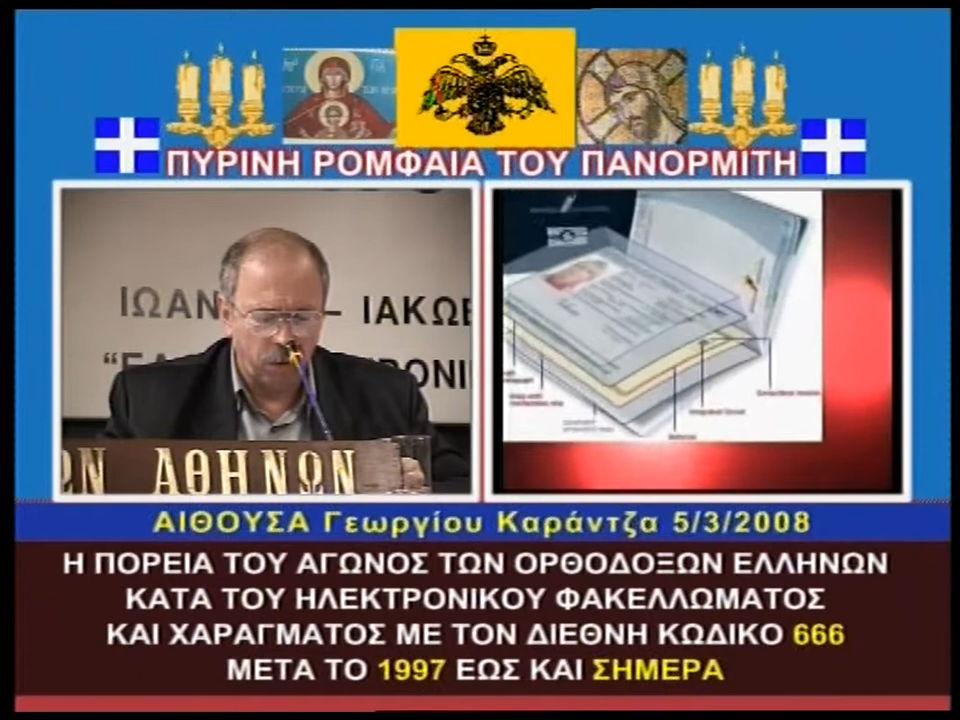 ΠΥΡΙΝΗ ΡΟΜΦΑΙΑ ΤΟΥ ΠΑΝΟΡΜΙΤΗ
ΙΩΑΝ
ΙΑΚΩΒ
ΩΝ ΑΘΗΝΩΝ
ΑΙΘΟΥΣΑ Γεωργίου Καράντζα 5/3/2008
Η ΠΟΡΕΙΑ ΤΟΥ ΑΓΩΝΟΣ ΤΩΝ ΟΡΘΟΔΟΞΩΝ ΕΛΛΗΝΩΝ
ΚΑΤΑ ΤΟΥ ΗΛΕΚΤΡΟΝΙΚΟΥ ΦΑΚΕΛΛΩΜΑΤΟΣ
ΚΑΙ ΧΑΡΑΓΜΑΤΟΣ ΜΕ ΤΟΝ ΔΙΕΘΝΗ ΚΩΔΙΚΟ 666
ΜΕΤΑ ΤΟ 1997 ΕΩΣ ΚΑΙ ΣΗΜΕΡΑ